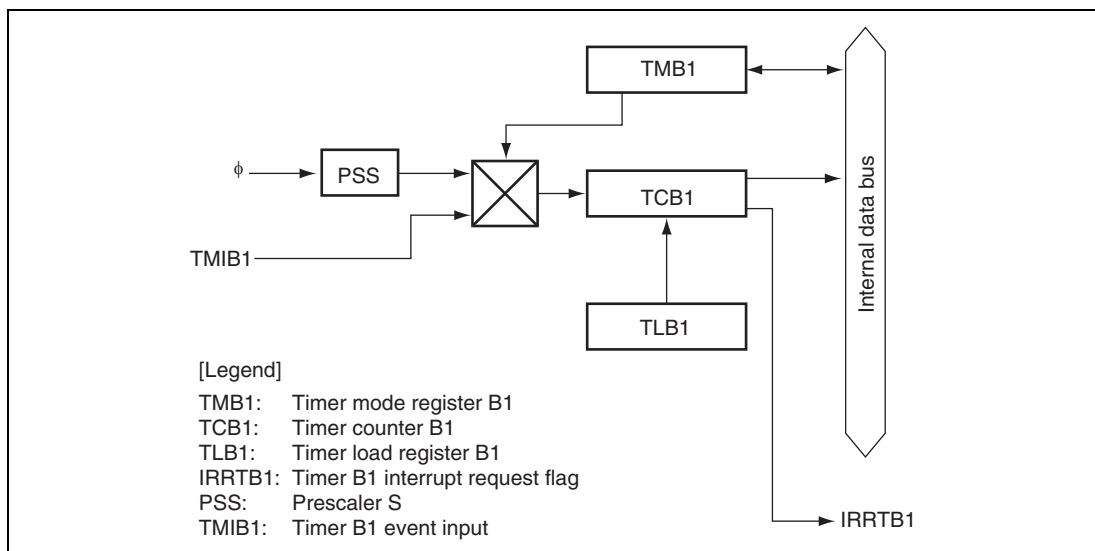 TMB1
φ
PSS
TCB1
TMIB1
TLB1
Internal data bus
[Legend]
TMB1: Timer mode register B1
TCB1: Timer counter B1
TLB1: Timer load register B1
IRRTB1: Timer B1 interrupt request flag
PSS: Prescaler S
TMIB1: Timer B1 event input
IRRTB1